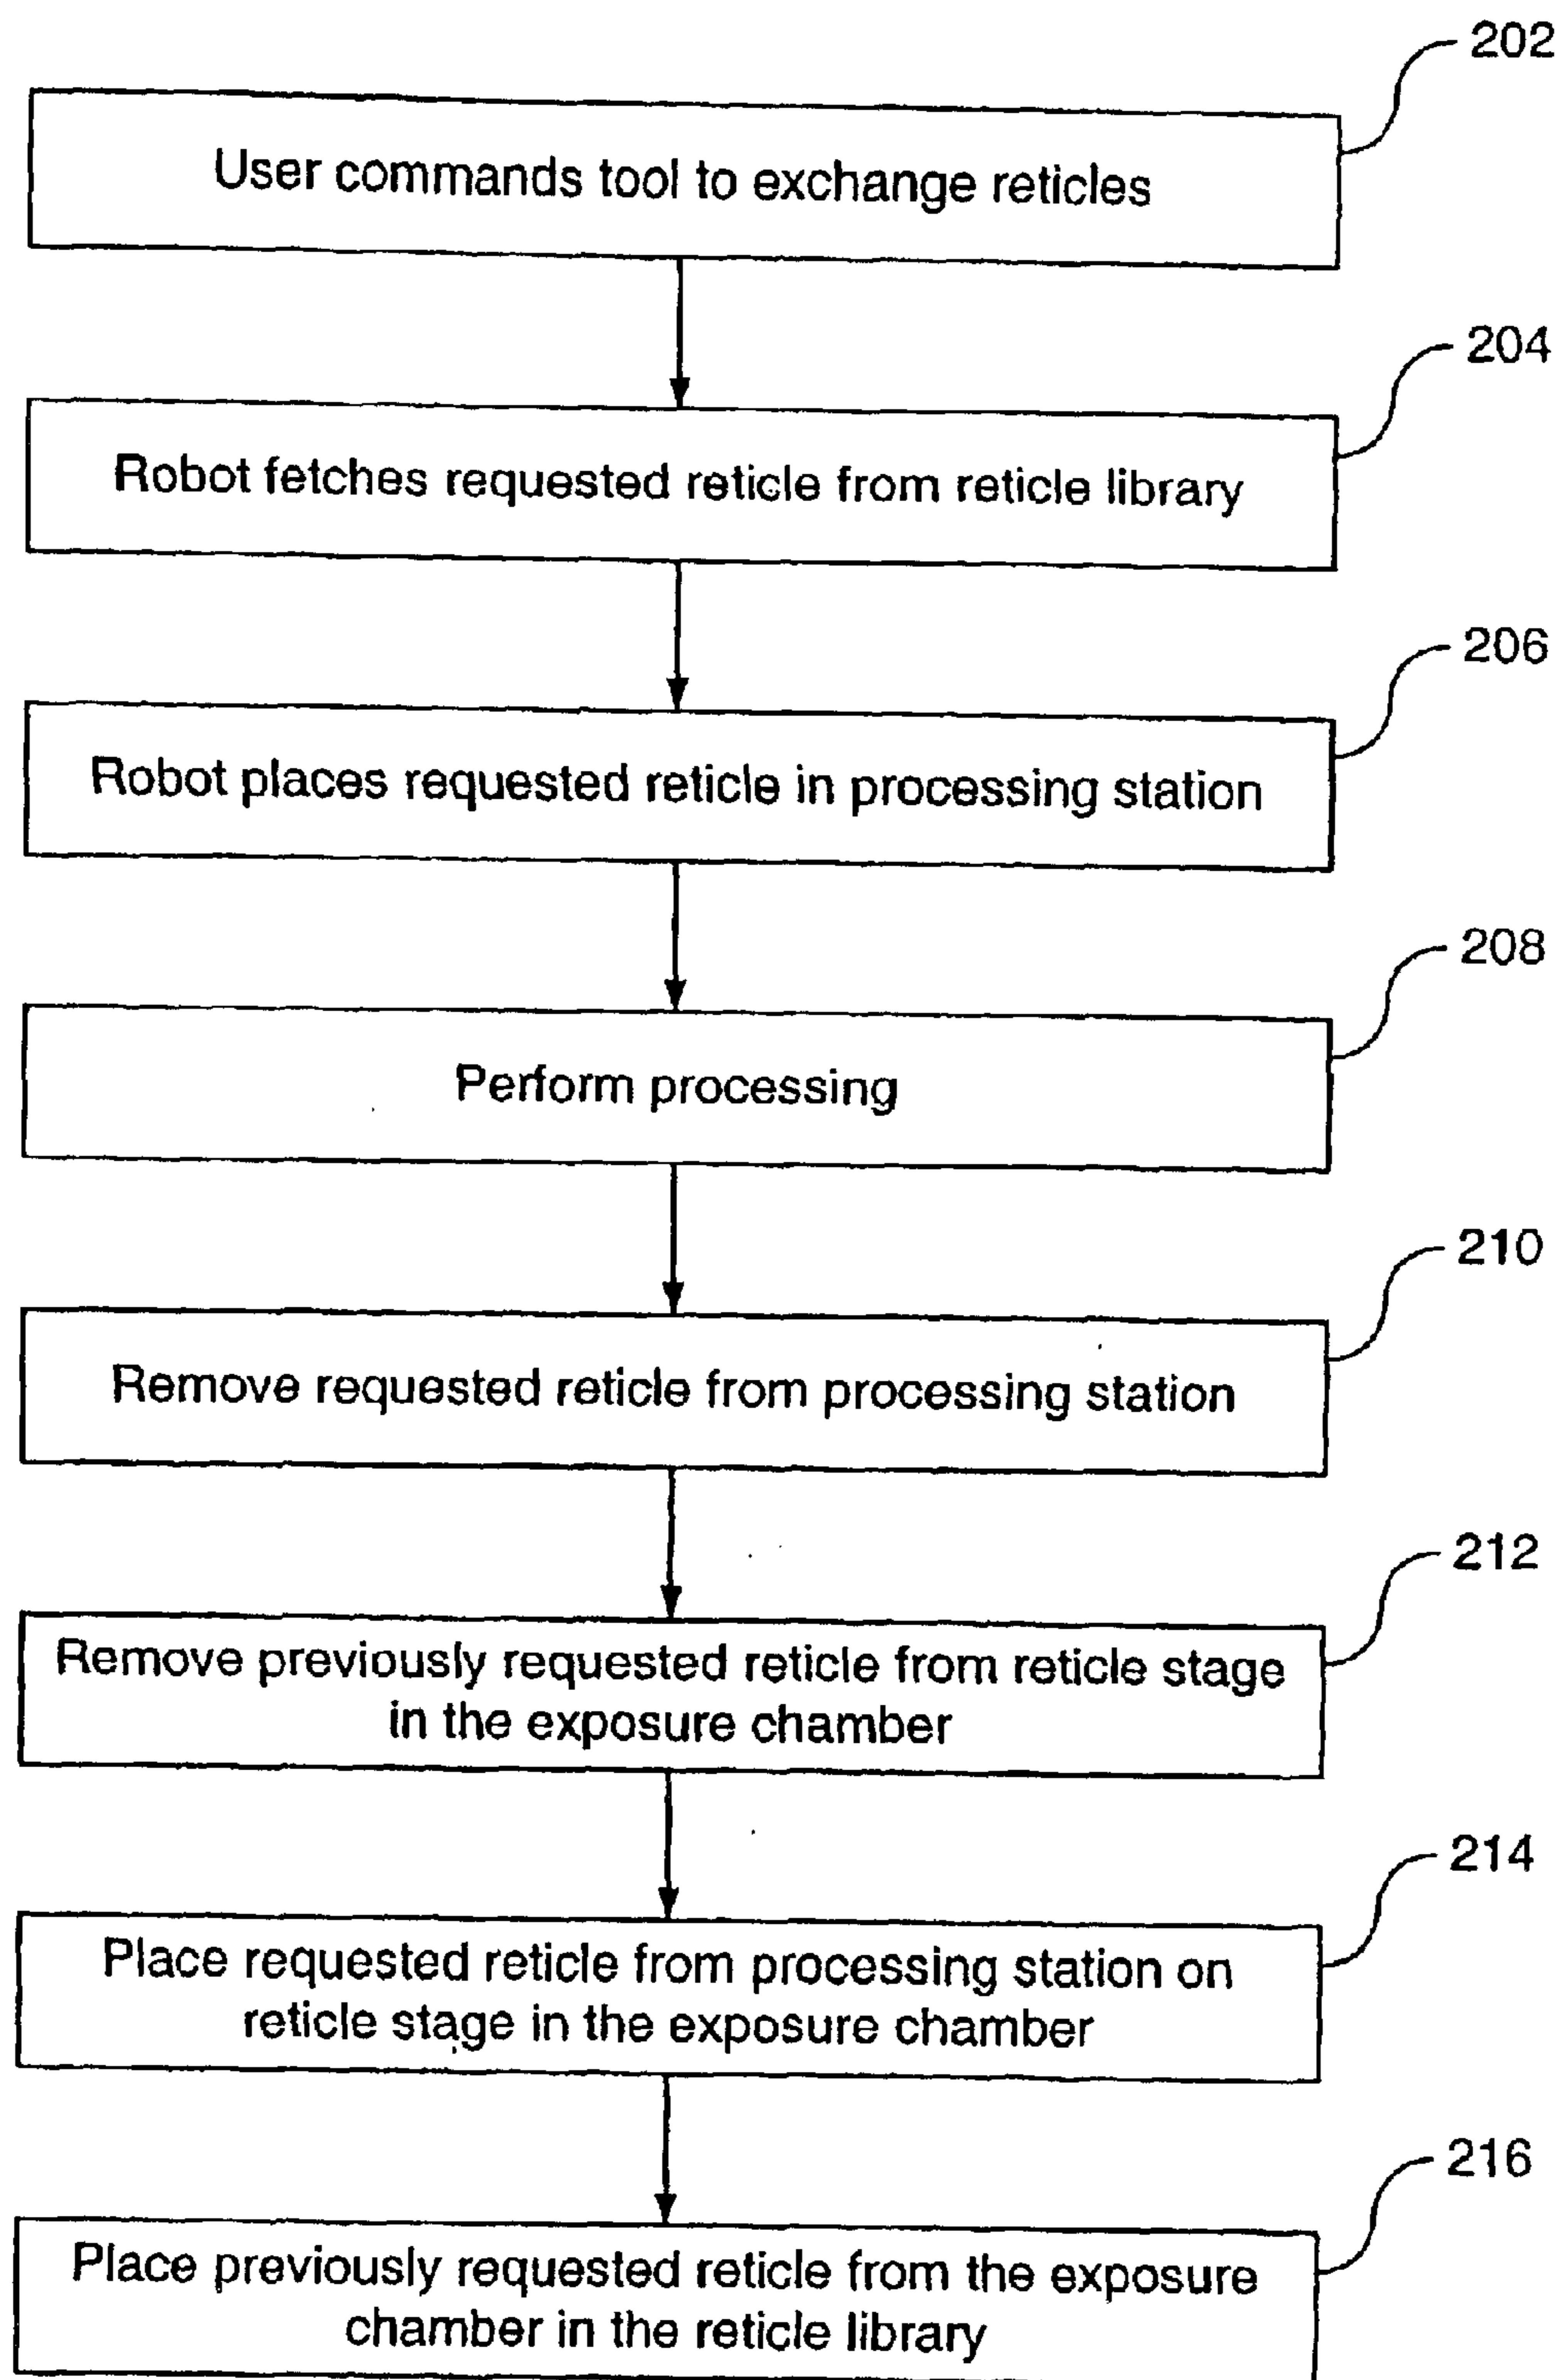 202
User commands tool to exchange reticles
204
Robot fetches requested reticle from reticle library
206
Robot places requested reticle in processing station
208
Perform processing
210
Remove requested reticle from processing station
212
Remove previously requested reticle from reticle stage
in the exposure chamber
214
Place requested reticle from processing station on
reticle stage in the exposure chamber
216
Place previously requested reticle from the exposure
chamber in the reticle library